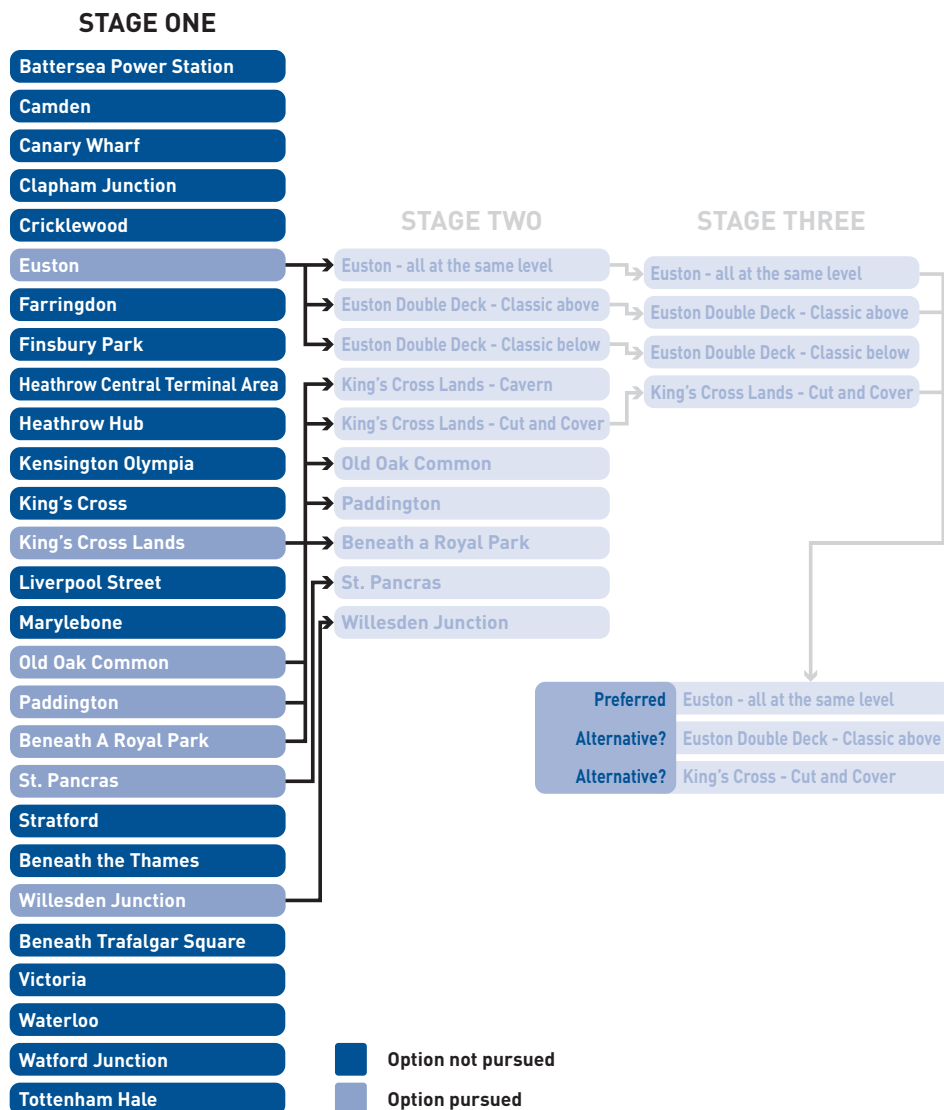 STAGE ONE
Battersea Power Station
Camden
Canary Wharf
Clapham Junction
Cricklewood
Euston
Farringdon
Finsbury Park
Heathrow Central Terminal Area
Heathrow Hub
Kensington Olympia
King's Cross
King's Cross Lands
Liverpool Street
Marylebone
Old Oak Common
Paddington
Beneath A Royal Park
St. Pancras
Stratford
Beneath the Thames
Willesden Junction
Beneath Trafalgar Square
Victoria
Waterloo
Watford Junction
Tottenham Hale
STAGE TWO
Euston - all at the same level
Euston Double Deck - Classic above
Euston Double Deck - Classic below
King's Cross Lands - Cavern
King's Cross Lands - Cut and Cover
Old Oak Common
Paddington
Beneath a Royal Park
St. Pancras
Willesden Junction
STAGE THREE
Euston - all at the same level
Euston Double Deck - Classic above
Euston Double Deck - Classic below
King's Cross Lands - Cut and Cover
Preferred Euston - all at the same level
Alternative? Euston Double Deck - Classic above
Alternative? King's Cross - Cut and Cover
Option not pursued
Option pursued